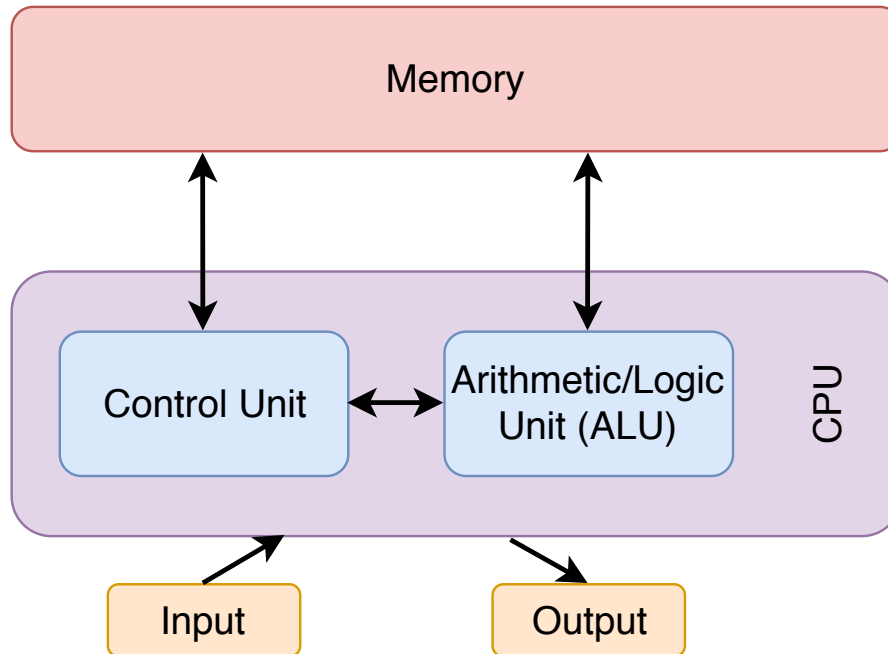 Memory
Control Unit
Arithmetic/Logic
Unit (ALU)
CPU
Input
Output